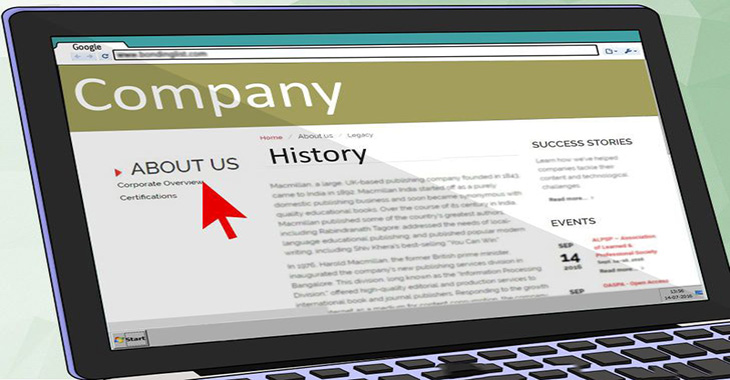 Google
www.bondinglist.com
Company
Home / About us / Legacy
ABOUT US
Corporate Overview
Certifications
History
Macmillan, a large, UK-based publishing company founded in 1843,
came to India in 1892. Macmillan India started off as a purely
domestic publishing business and soon became synonymous with
quality educational books. Over the course of its century in India,
Macmillan published some of the country's greatest authors,
including Rabindranath Tagore; addressed the needs of local-
language educational publishing; and published popular modern
writing, including Shiv Khera's best-selling "You Can Win"
In 1976, Harold Macmillan, the former British prime minister,
inaugurated the company's new publishing services division in
Bangalore. This division, song known as the "Information Processing
Division," offered high-quality editorial and production services to
international book and journal publishers. Responding to the growth
SUCCESS STORIES
Learn how we've helped
companies tackle their
content and technological
challenges.
Read more... >
EVENTS
SEP
14
2016
ALPSP – Association
of Learned &
Professional Society
Read more... >
SEP
OASPA - Open Access
Start
13:36
14-07-2016